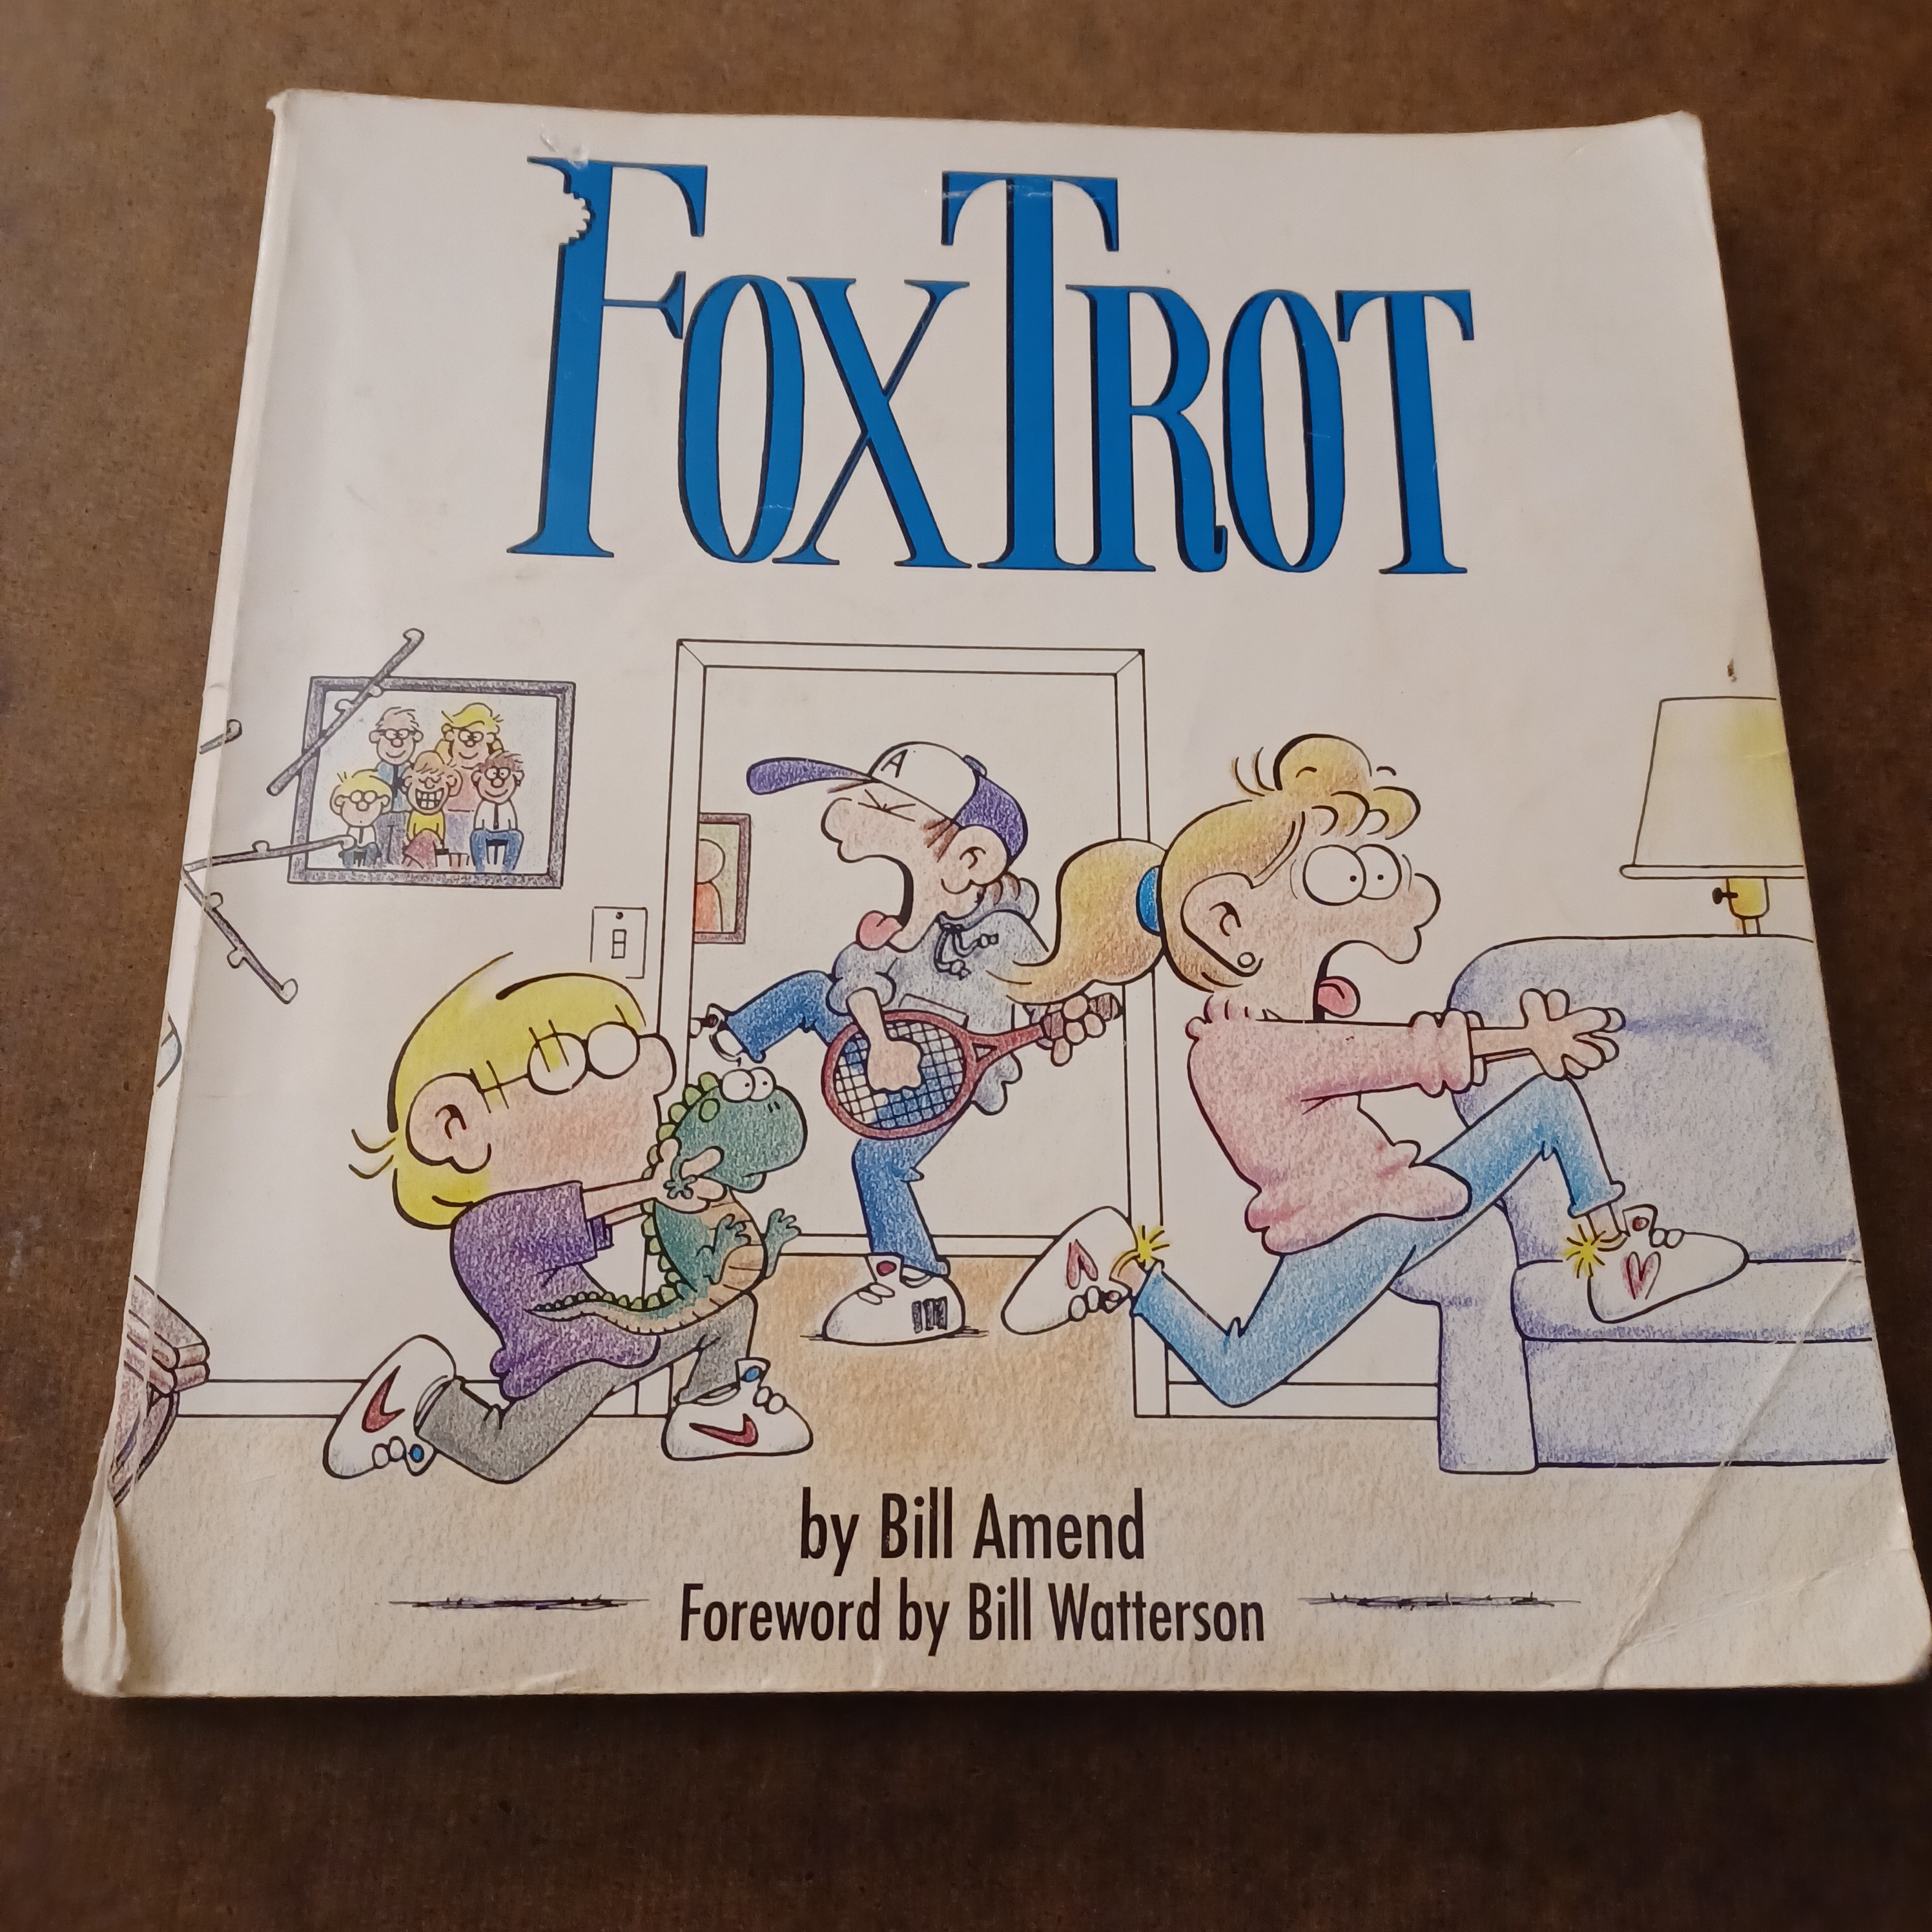 FOXTROT
A
by Bill Amend
Foreword by Bill Watterson